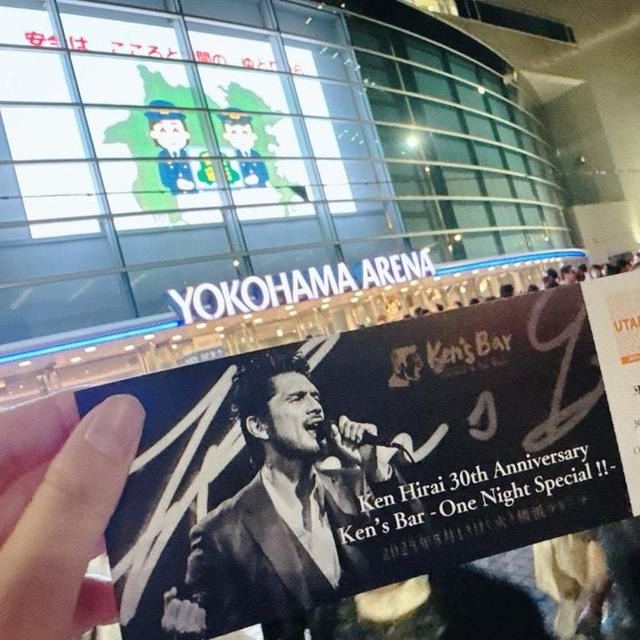 安全は こころと 間の ゆとりから
YOKOHAMA ARENA
Ken's Bar
Ken Hirai 30th Anniversary
Ken's Bar - One Night Special !!-
UTA